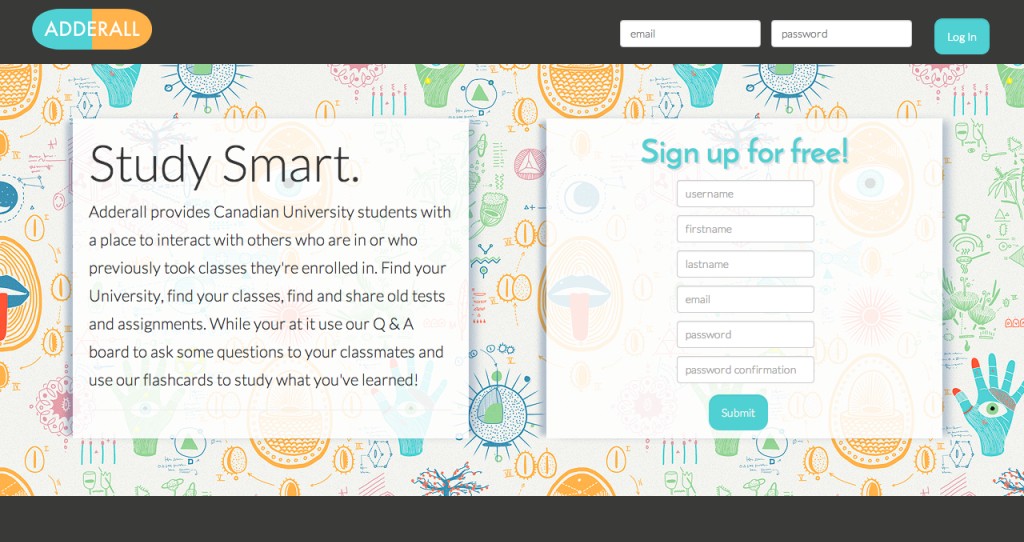 ADDERALL
email
password
Log In
Study Smart.
Adderall provides Canadian University students with
a place to interact with others who are in or who
previously took classes they're enrolled in. Find your
University, find your classes, find and share old tests
and assignments. While your at it use our Q & A
board to ask some questions to your classmates and
use our flashcards to study what you've learned!
Sign up for free!
username
firstname
lastname
email
password
password confirmation
Submit